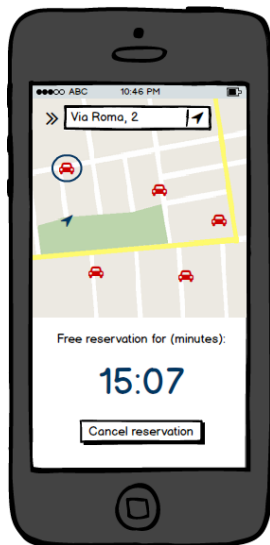 ABC 10:46 PM
Via Roma, 2
Free reservation for (minutes):
15:07
Cancel reservation